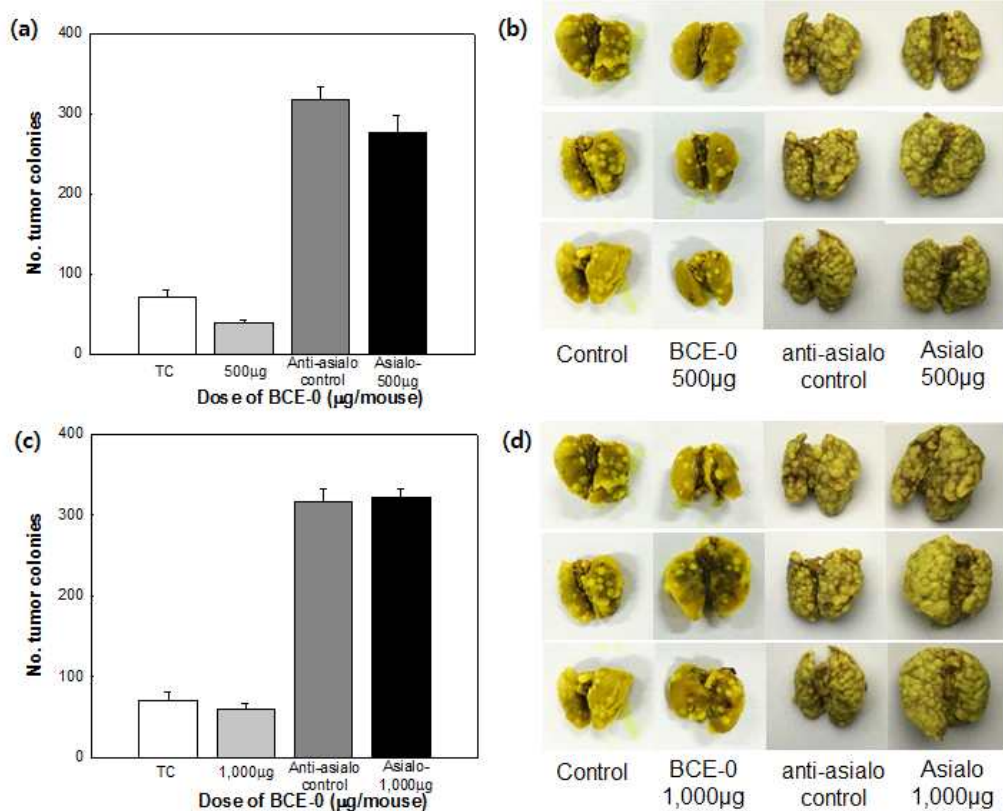 (a)
No. tumor colonies
400
300
200
100
0
TC
500µg
Anti-asialo
control
Asialo-
500µg
Dose of BCE-0 (µg/mouse)
(b)
Control
BCE-0
500µg
anti-asialo
control
Asialo
500µg
(c)
No. tumor colonies
400
300
200
100
0
TC
1,000µg
Anti-asialo
control
Asialo-
1,000µg
Dose of BCE-0 (µg/mouse)
(d)
Control
BCE-0
1,000µg
anti-asialo
control
Asialo
1,000µg